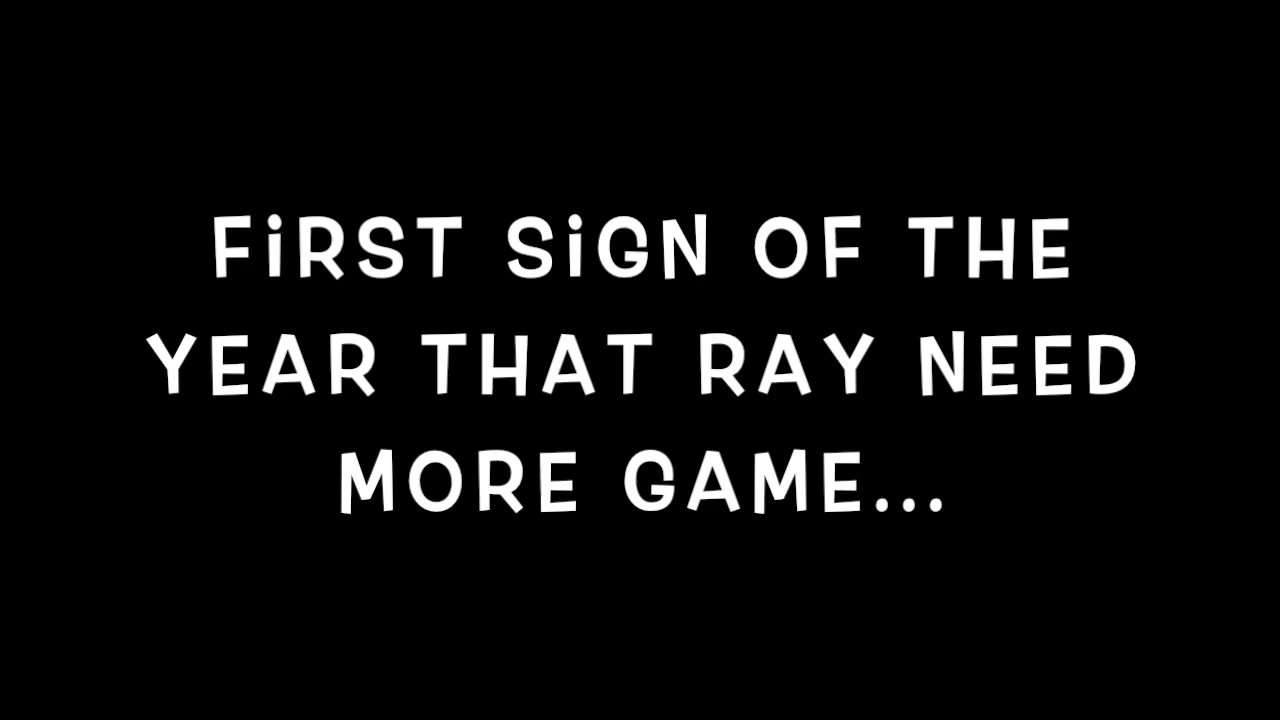 FiRST SiGN OF THE
YEAR THAT RAY NEED
MORE GAME...